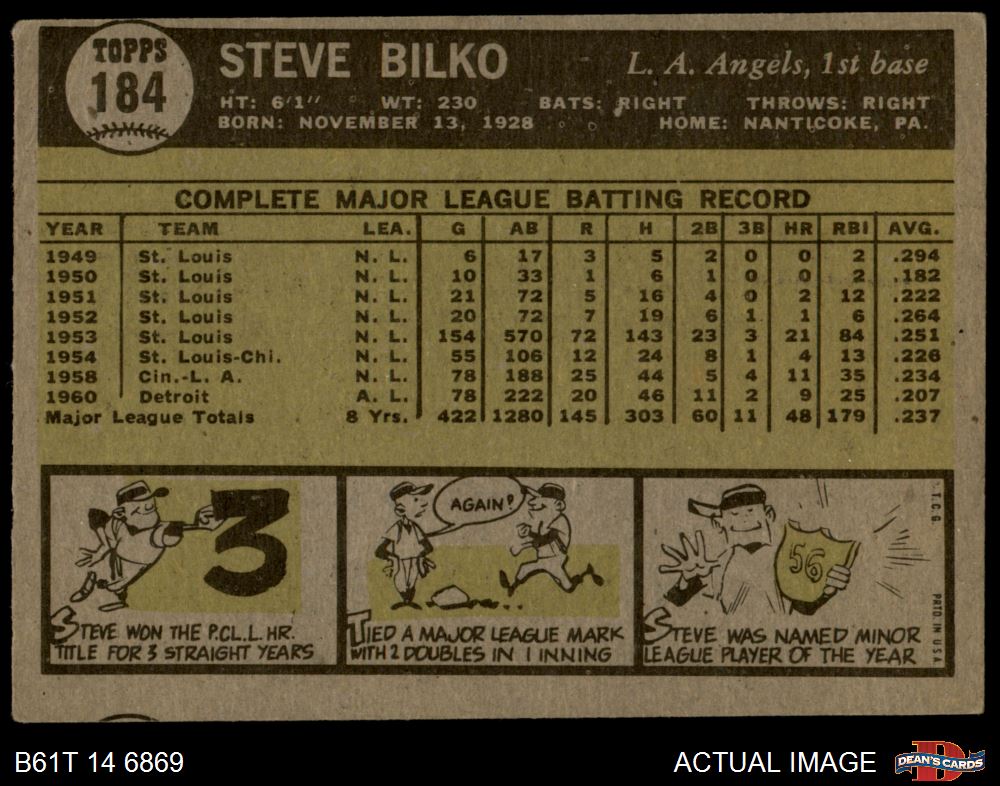 TOPPS
184
STEVE BILKO
L. A. Angels, 1st base
HT: 6'1" WT: 230 BATS: RIGHT THROWS: RIGHT
BORN: NOVEMBER 13, 1928 HOME: NANTICOKE, PA.
COMPLETE MAJOR LEAGUE BATTING RECORD
YEAR TEAM LEA. G AB R H 2B 3B HR RBI AVG.
1949 St. Louis N. L. 6 17 3 5 2 0 0 2 .294
1950 St. Louis N. L. 10 33 1 6 1 0 0 2 .182
1951 St. Louis N. L. 21 72 5 16 4 0 2 12 .222
1952 St. Louis N. L. 20 72 7 19 6 1 1 6 .264
1953 St. Louis N. L. 154 570 72 143 23 3 21 84 .251
1954 St. Louis-Chi. N. L. 55 106 12 24 8 1 4 13 .226
1958 Cin.-L. A. N. L. 78 188 25 44 5 4 11 35 .234
1960 Detroit A. L. 78 222 20 46 11 2 9 25 .207
Major League Totals 8 Yrs. 422 1280 145 303 60 11 48 179 .237
3
STEVE WON THE P.C.L. H.R.
TITLE FOR 3 STRAIGHT YEARS
AGAIN?
TIED A MAJOR LEAGUE MARK
WITH 2 DOUBLES IN 1 INNING
56
STEVE WAS NAMED MINOR
LEAGUE PLAYER OF THE YEAR
T.C.G. PRTD. IN U.S.A.
B61T 14 6869
ACTUAL IMAGE
DEAN'S CARDS